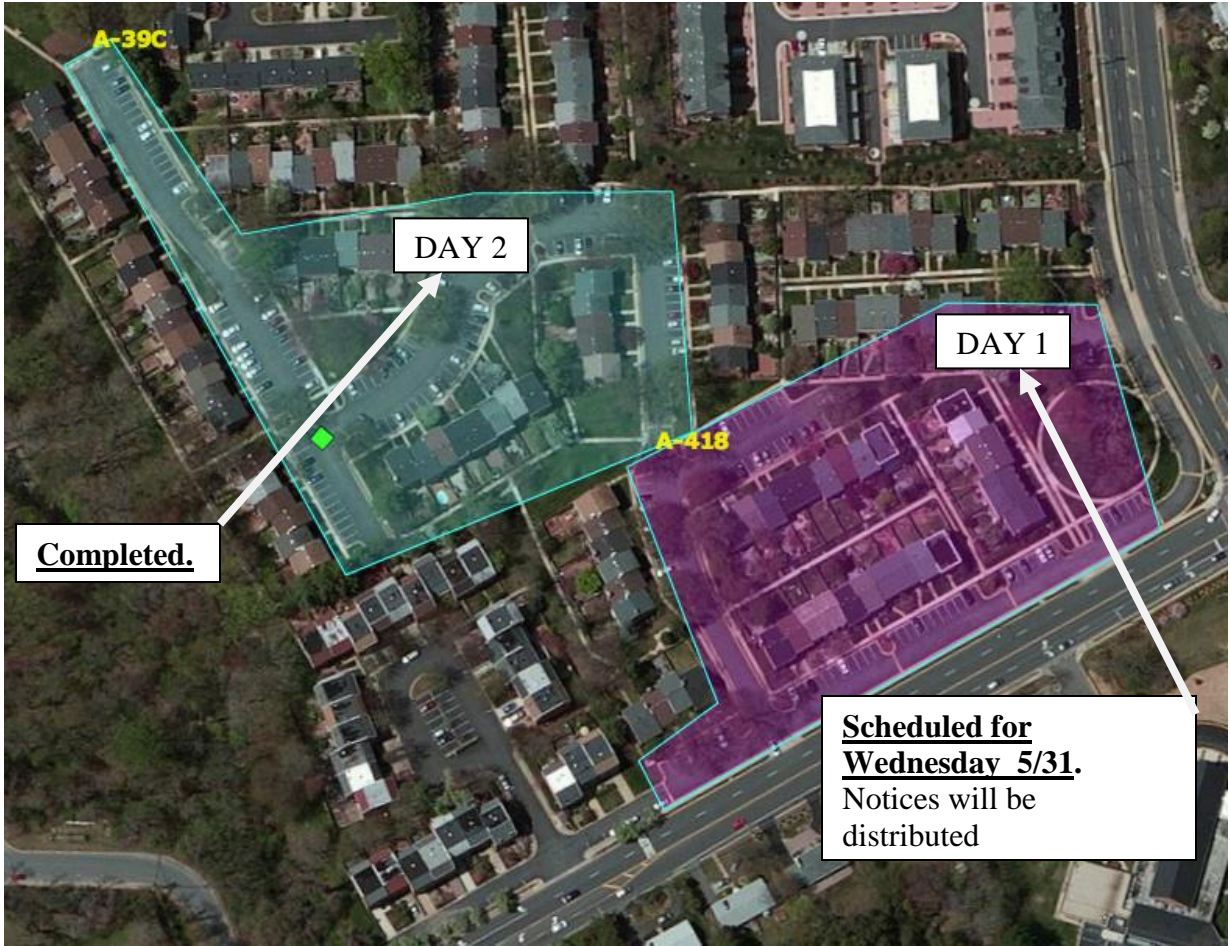 A-39C
DAY 2
DAY 1
A-418
Completed.
Scheduled for
Wednesday 5/31.
Notices will be
distributed